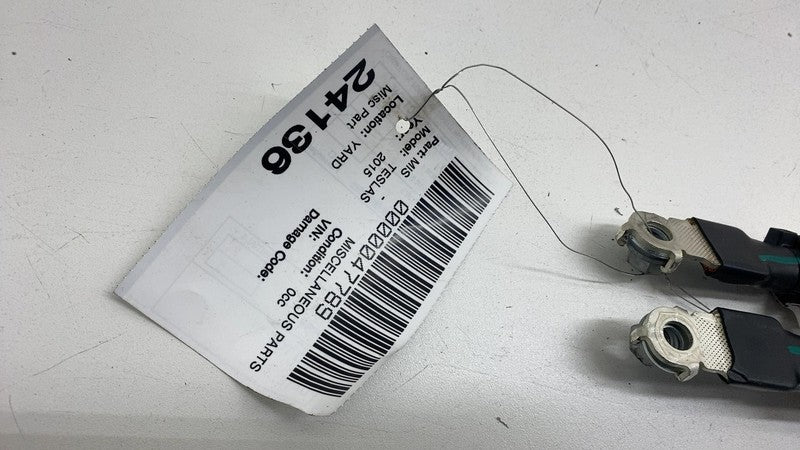 Part: MIS - MISCELLANEOUS PARTS
Model: TESLAS
Year: 2015
Location: YARD
Misc Part
24136
0000047789
Condition: 0CC
VIN:
Damage Code: